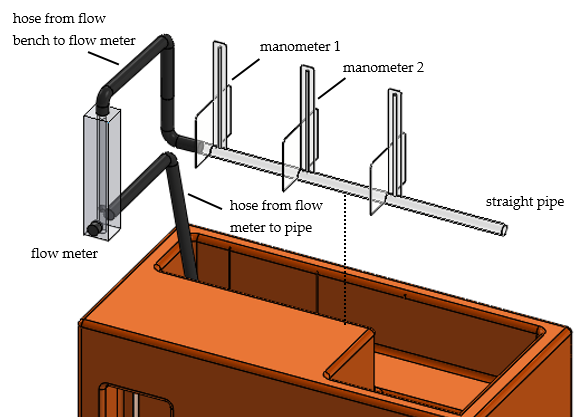 hose from flow
bench to flow meter
manometer 1
manometer 2
straight pipe
hose from flow
meter to pipe
flow meter